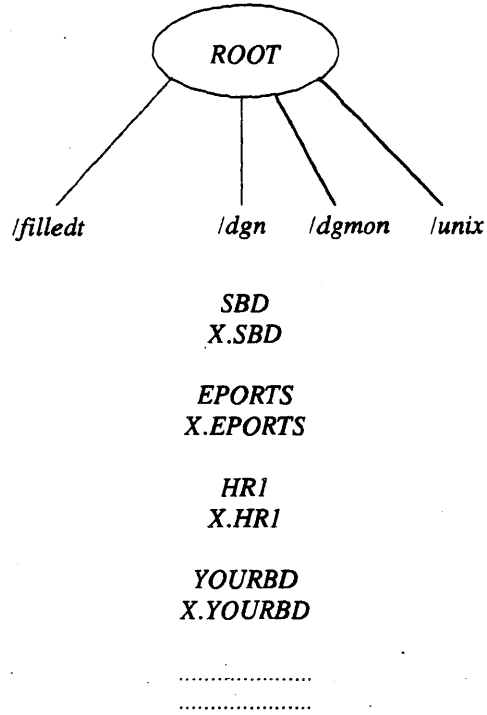 ROOT
/filledt /dgn /dgmon /unix
SBD
X.SBD
EPORTS
X.EPORTS
HR1
X.HR1
YOURBD
X.YOURBD
.....................
.....................